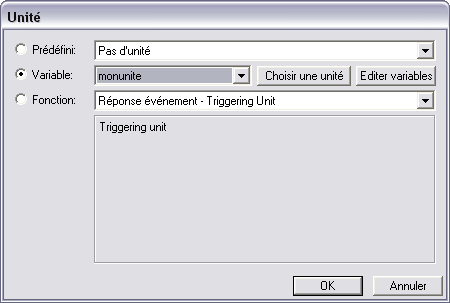 Unité
Prédéfini: Pas d'unité
Variable: monunite Choisir une unité Editer variables
Fonction: Réponse événement - Triggering Unit
Triggering unit
OK Annuler